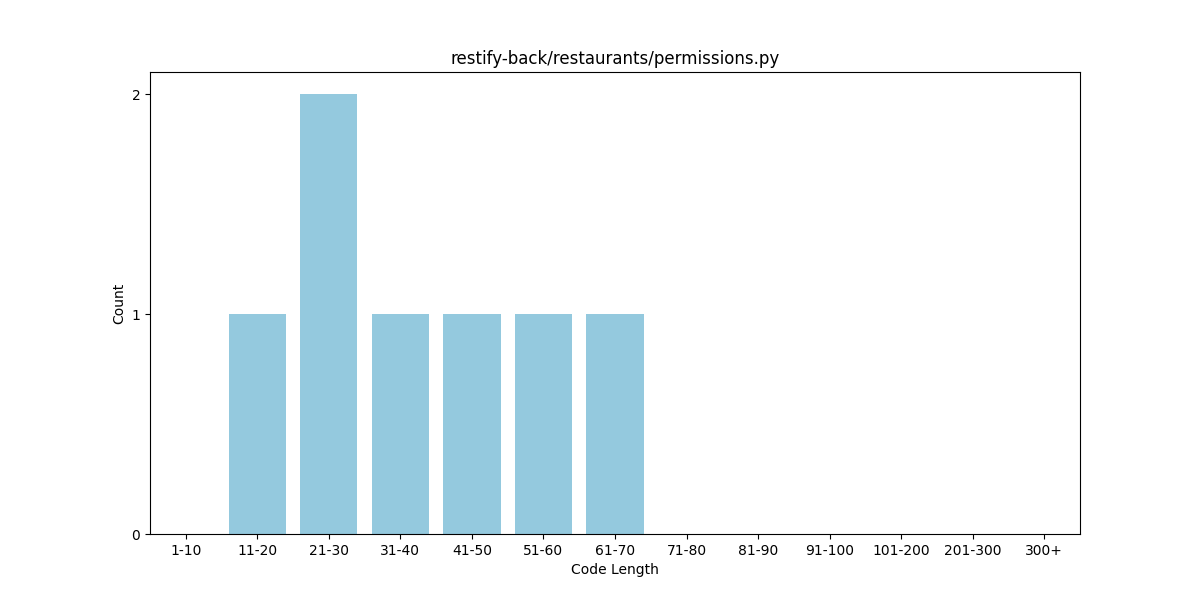 restify-back/restaurants/permissions.py
Count
2
1
0
1-10 11-20 21-30 31-40 41-50 51-60 61-70 71-80 81-90 91-100 101-200 201-300 300+
Code Length